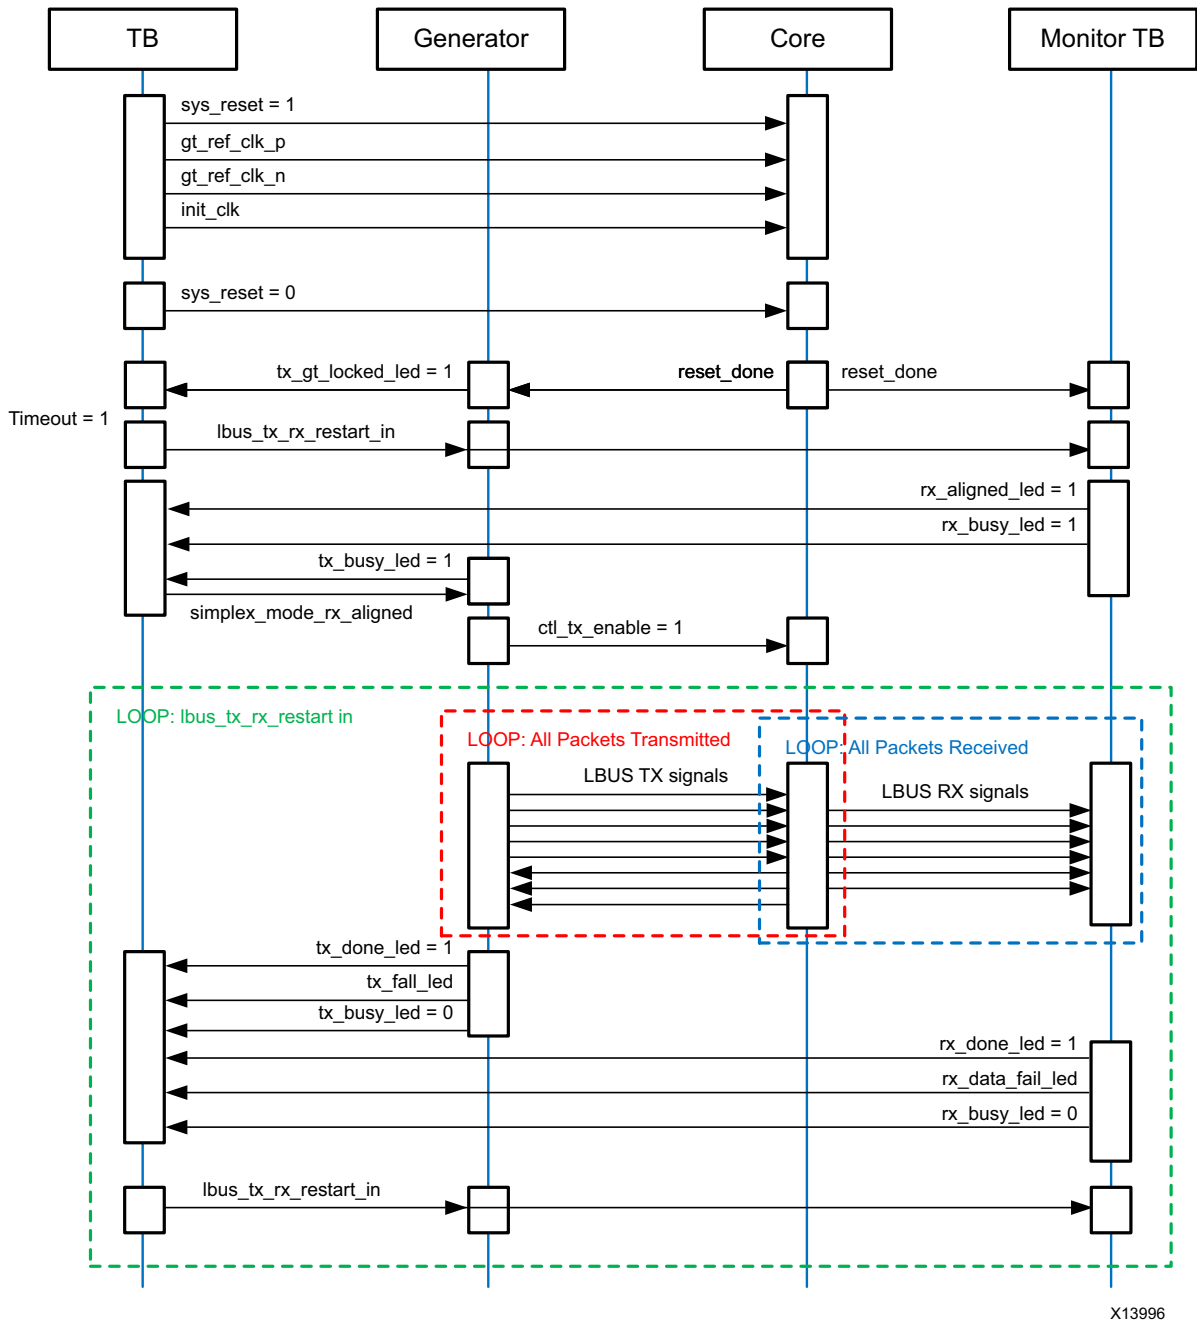 TB
Generator
Core
Monitor TB
sys_reset = 1
gt_ref_clk_p
gt_ref_clk_n
init_clk
sys_reset = 0
tx_gt_locked_led = 1
reset_done
reset_done
Timeout = 1
lbus_tx_rx_restart_in
rx_aligned_led = 1
rx_busy_led = 1
tx_busy_led = 1
simplex_mode_rx_aligned
ctl_tx_enable = 1
LOOP: lbus_tx_rx_restart in
LOOP: All Packets Transmitted
LOOP: All Packets Received
LBUS TX signals
LBUS RX signals
tx_done_led = 1
tx_fall_led
tx_busy_led = 0
rx_done_led = 1
rx_data_fail_led
rx_busy_led = 0
lbus_tx_rx_restart_in
X13996